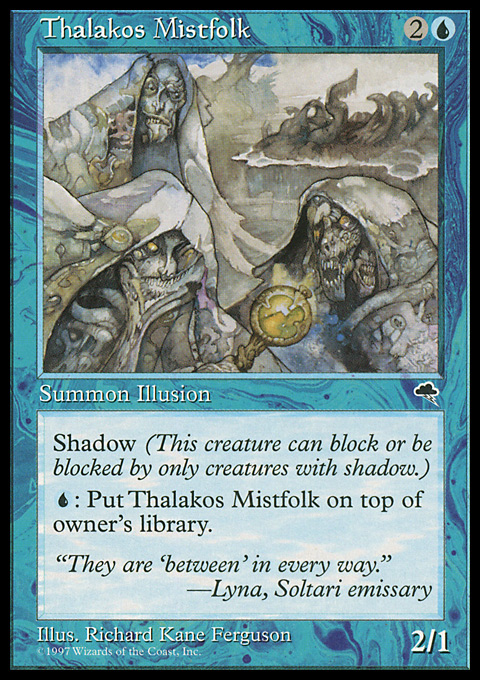 Thalakos Mistfolk 2
Summon Illusion
Shadow (This creature can block or be
blocked by only creatures with shadow.)
: Put Thalakos Mistfolk on top of
owner's library.
“They are ‘between’ in every way.”
—Lyna, Soltari emissary
Illus. Richard Kane Ferguson
© 1997 Wizards of the Coast, Inc.
2/1